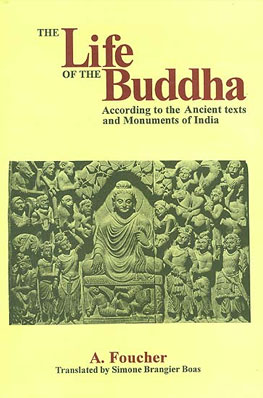 THE Life
OF THE Buddha
According to the Ancient texts
and Monuments of India
A. Foucher
Translated by Simone Brangier Boas